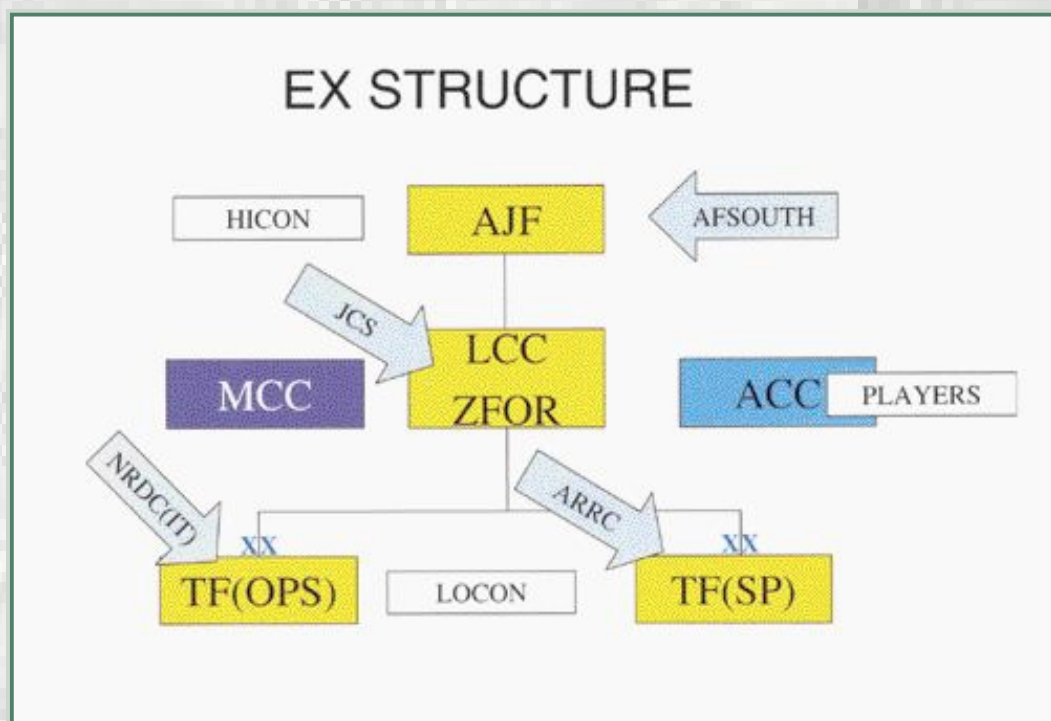 EX STRUCTURE
HICON
AJF
AFSOUTH
JCS
LCC
ZFOR
MCC
ACC
PLAYERS
NRDC(IT)
ARRC
XX
XX
TF(OPS)
LOCON
TF(SP)